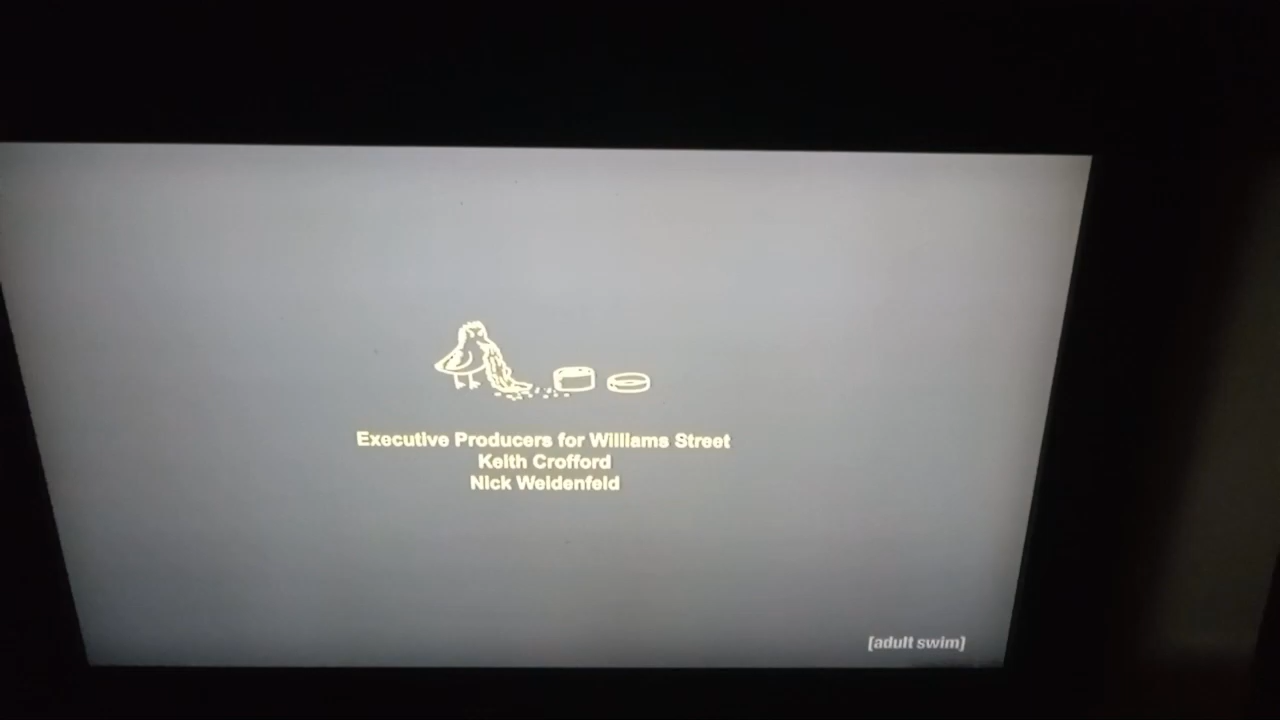 Executive Producers for Williams Street
Keith Crofford
Nick Weidenfeld
[adult swim]